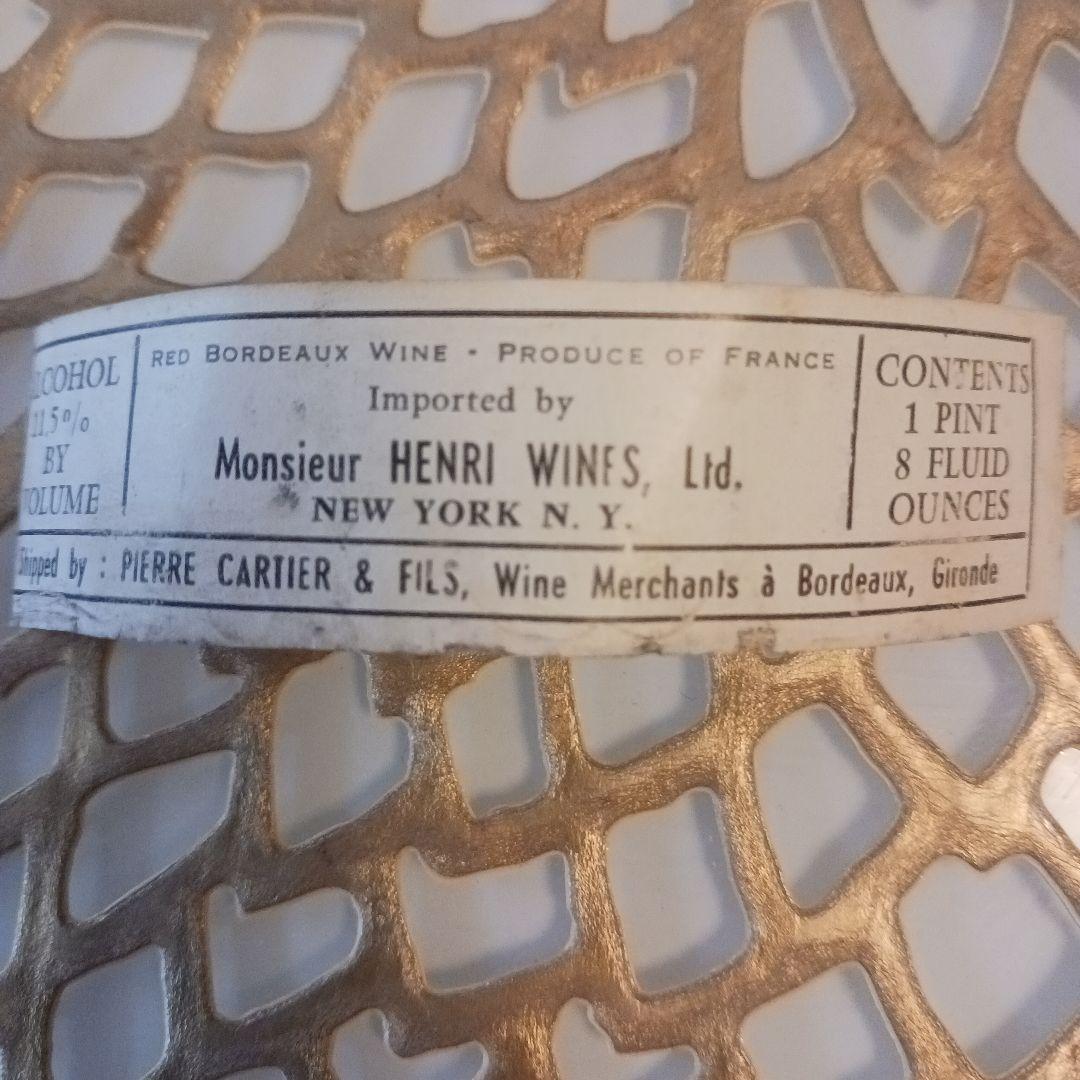 ALCOHOL
11,5%
BY
VOLUME
RED BORDEAUX WINE - PRODUCE OF FRANCE
Imported by
Monsieur HENRI WINES, Ltd.
NEW YORK N. Y.
CONTENTS
1 PINT
8 FLUID
OUNCES
Shipped by : PIERRE CARTIER & FILS, Wine Merchants à Bordeaux, Gironde